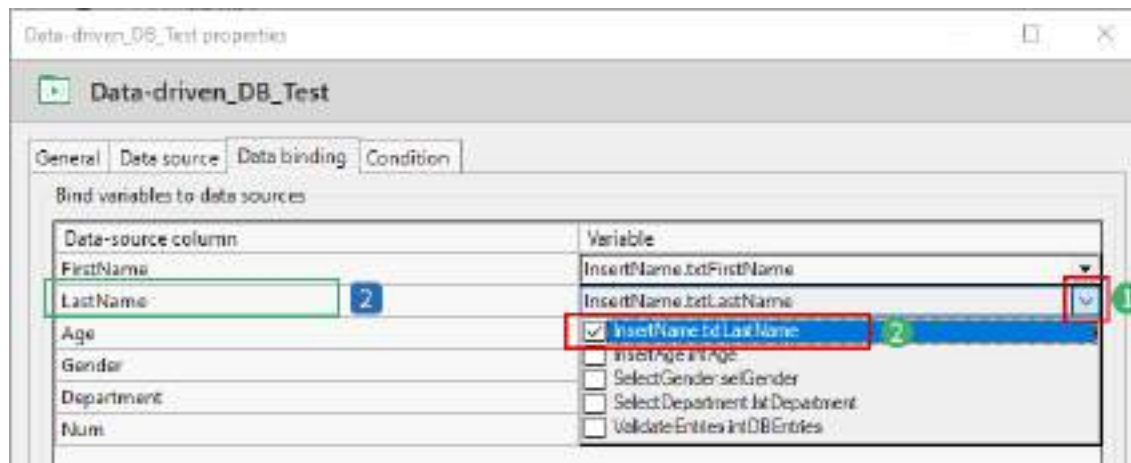 Data-driven_DB_Test properties
Data-driven_DB_Test
General Data source Data binding Condition
Bind variables to data sources
Data-source column Variable
FirstName InsertName.txtFirstName
LastName 2 InsertName.txtLastName 1
Age InsertName.txtLastName 2
Gender InsertAge.intAge
SelectGender.selGender
Department SelectDepartment.lstDepartment
Num ValidateEntries.intDBEntries